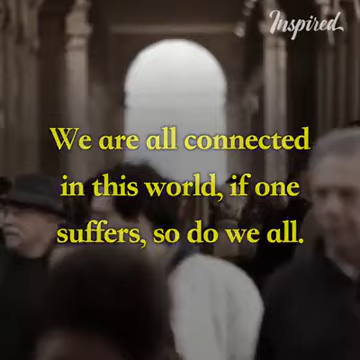 Inspired
We are all connected
in this world, if one
suffers, so do we all.